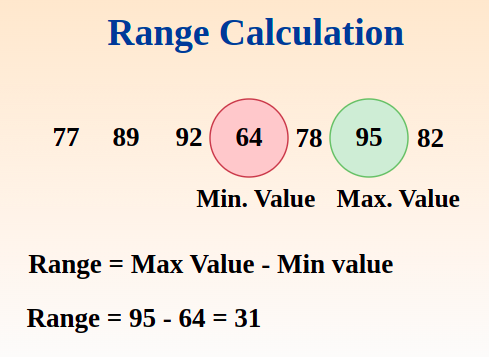 Range Calculation
77 89 92 64 78 95 82
Min. Value Max. Value
Range = Max Value - Min value
Range = 95 - 64 = 31